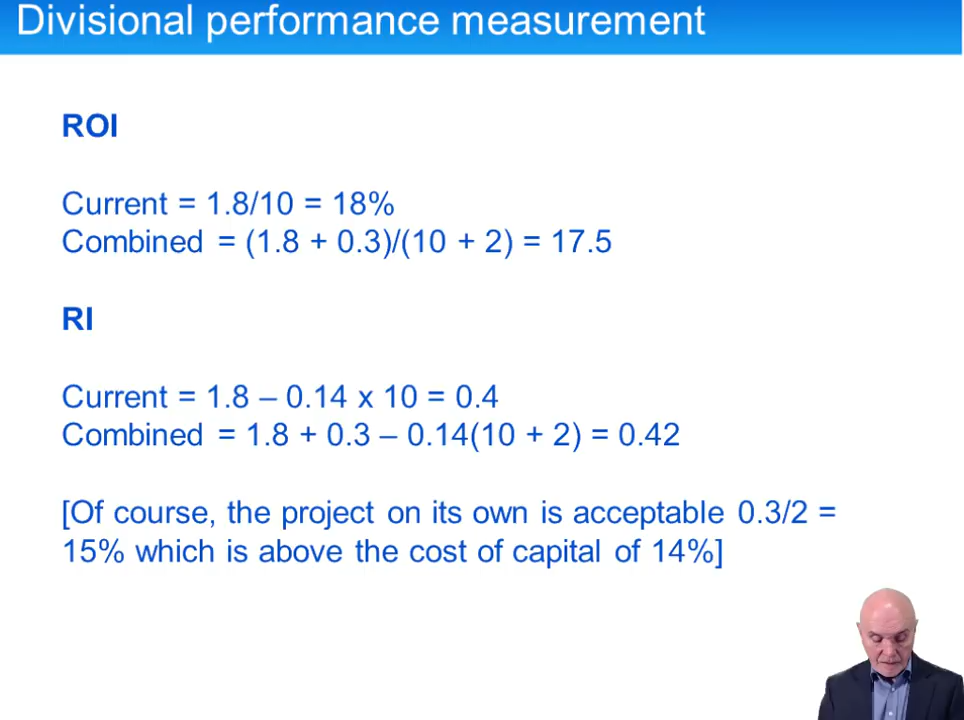 Divisional performance measurement
ROI
Current = 1.8/10 = 18%
Combined = (1.8 + 0.3)/(10 + 2) = 17.5
RI
Current = 1.8 – 0.14 x 10 = 0.4
Combined = 1.8 + 0.3 – 0.14(10 + 2) = 0.42
[Of course, the project on its own is acceptable 0.3/2 =
15% which is above the cost of capital of 14%]